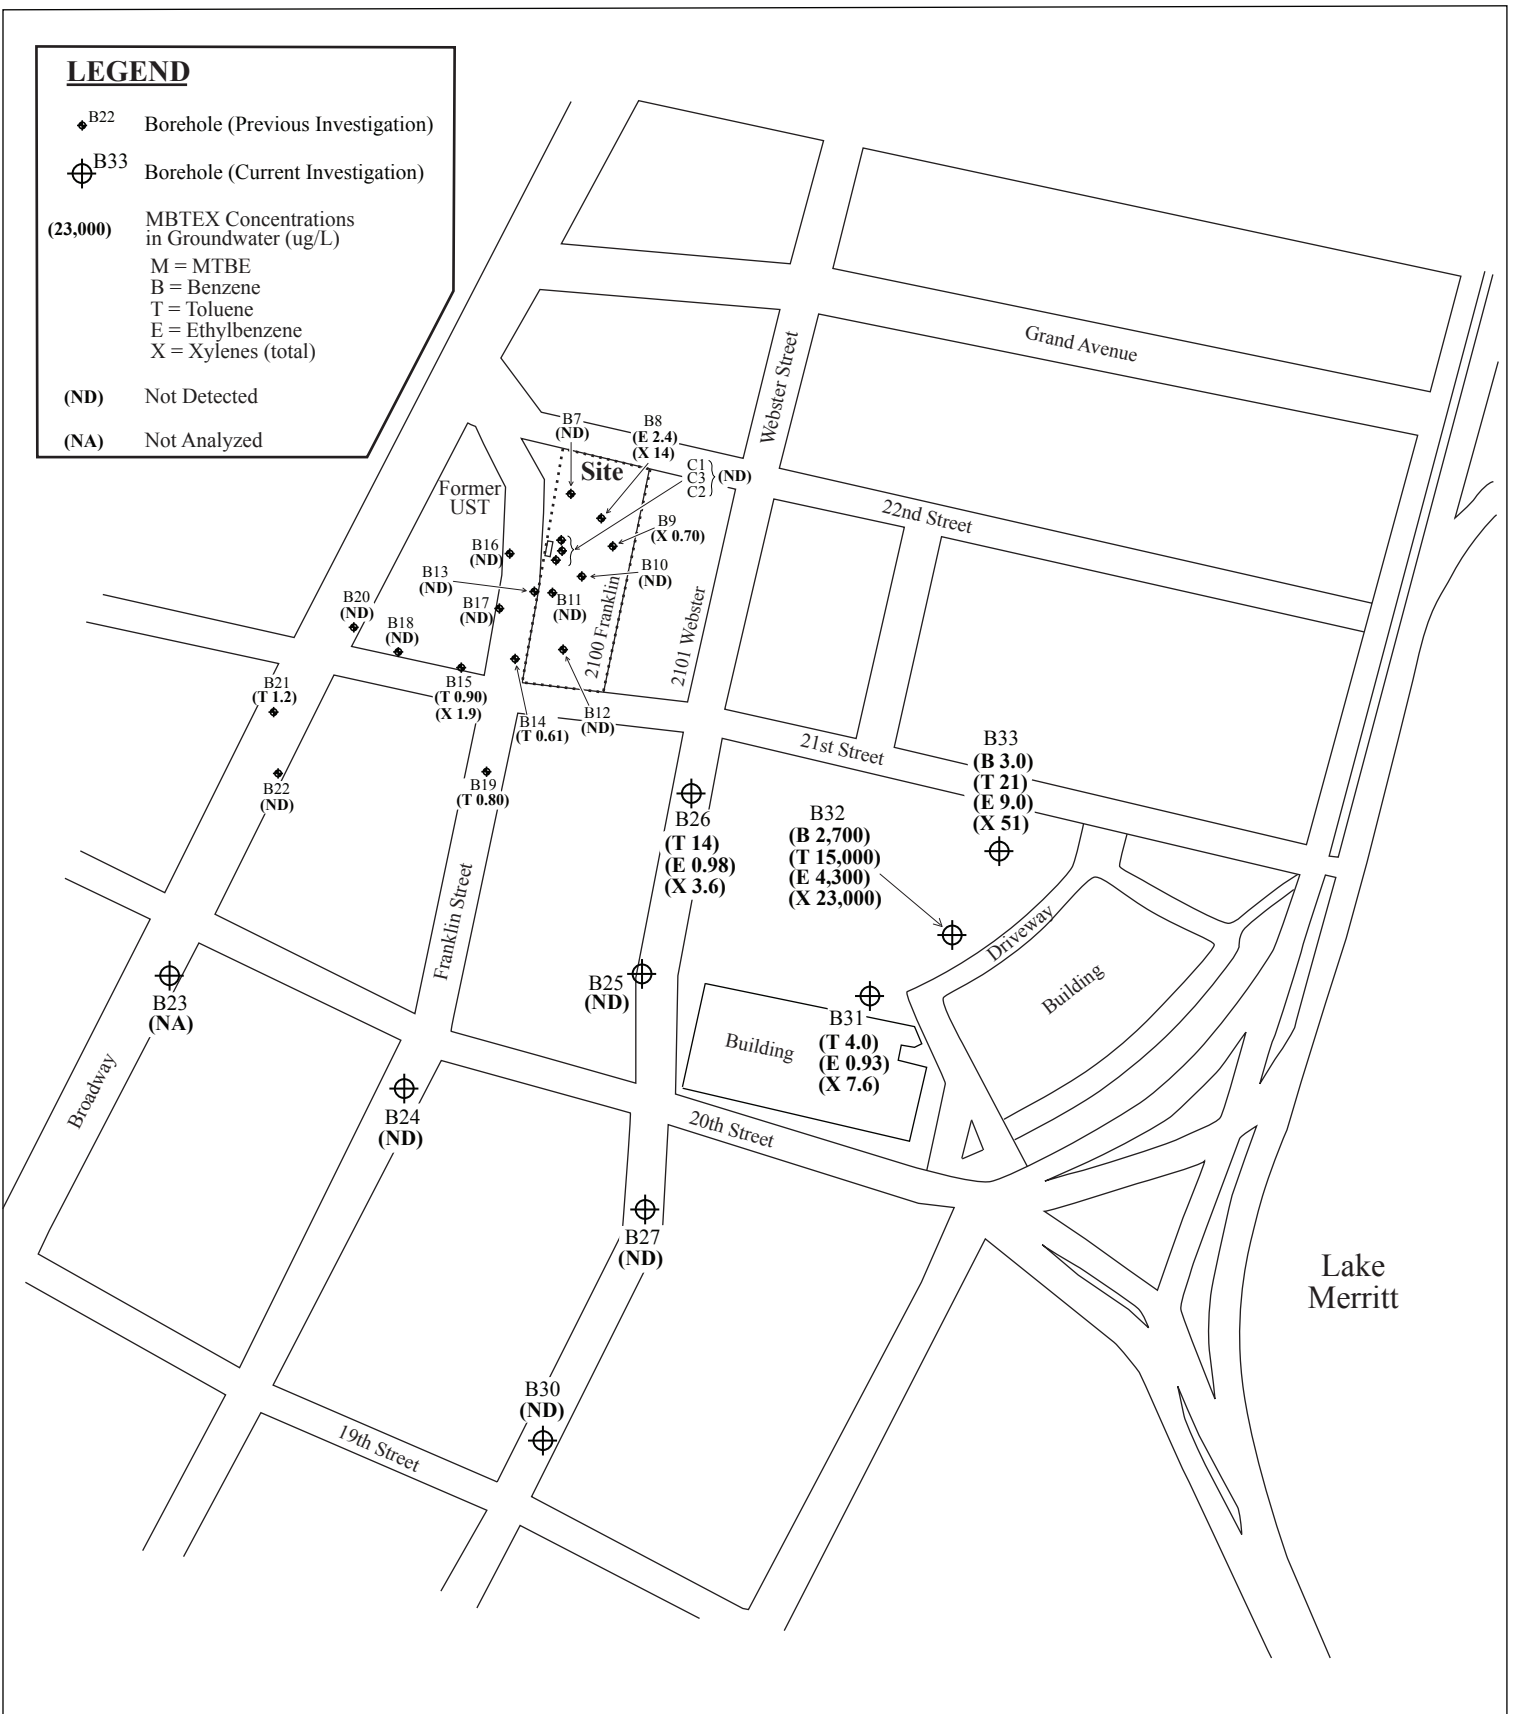 LEGEND
B22 Borehole (Previous Investigation)
B33 Borehole (Current Investigation)
(23,000) MBTEX Concentrations
in Groundwater (ug/L)
M = MTBE
B = Benzene
T = Toluene
E = Ethylbenzene
X = Xylenes (total)
(ND) Not Detected
(NA) Not Analyzed
Grand Avenue
Webster Street
B7
(ND)
B8
(E 2.4)
(X 14)
Site
C1
C3
C2
(ND)
Former
UST
22nd Street
B9
(X 0.70)
B16
(ND)
B10
(ND)
B13
(ND)
B11
(ND)
B17
(ND)
B20
(ND)
B18
(ND)
2100 Franklin
2101 Webster
B21
(T 1.2)
B15
(T 0.90)
(X 1.9)
B14
(T 0.61)
B12
(ND)
B22
(ND)
B19
(T 0.80)
21st Street
B33
(B 3.0)
(T 21)
(E 9.0)
(X 51)
B26
(T 14)
(E 0.98)
(X 3.6)
B32
(B 2,700)
(T 15,000)
(E 4,300)
(X 23,000)
Franklin Street
Driveway
Building
B25
(ND)
B23
(NA)
B31
(T 4.0)
(E 0.93)
(X 7.6)
Building
Broadway
B24
(ND)
20th Street
B27
(ND)
Lake
Merritt
B30
(ND)
19th Street